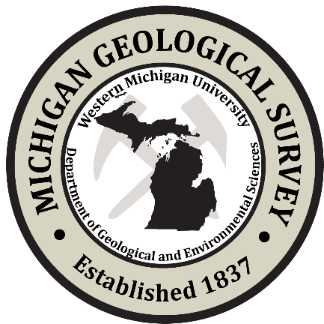 MICHIGAN GEOLOGICAL SURVEY
Western Michigan University
Department of Geological and Environmental Sciences
Established 1837